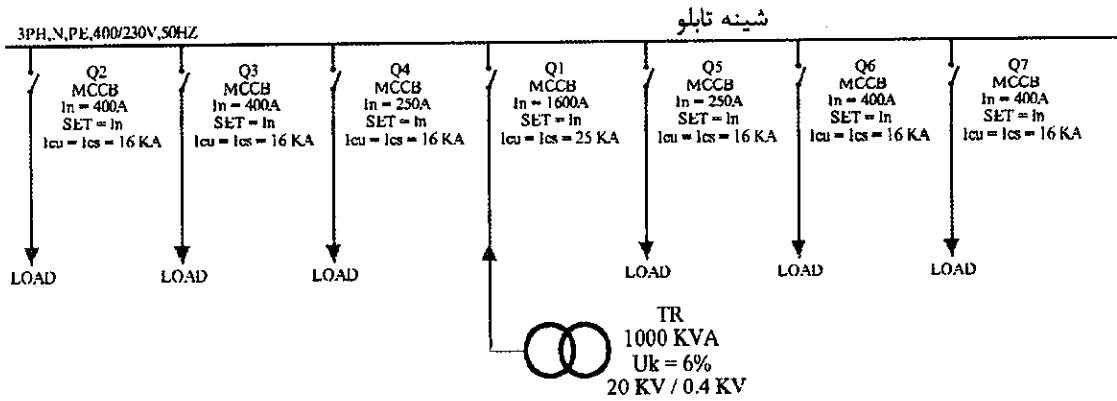 3PH,N,PE,400/230V,50HZ
شینه تابلو
Q2
MCCB
In = 400A
SET = In
Icu = Ics = 16 KA
LOAD
Q3
MCCB
In = 400A
SET = In
Icu = Ics = 16 KA
LOAD
Q4
MCCB
In = 250A
SET = In
Icu = Ics = 16 KA
LOAD
Q1
MCCB
In = 1600A
SET = In
Icu = Ics = 25 KA
Q5
MCCB
In = 250A
SET = In
Icu = Ics = 16 KA
LOAD
Q6
MCCB
In = 400A
SET = In
Icu = Ics = 16 KA
LOAD
Q7
MCCB
In = 400A
SET = In
Icu = Ics = 16 KA
LOAD
TR
1000 KVA
Uk = 6%
20 KV / 0.4 KV